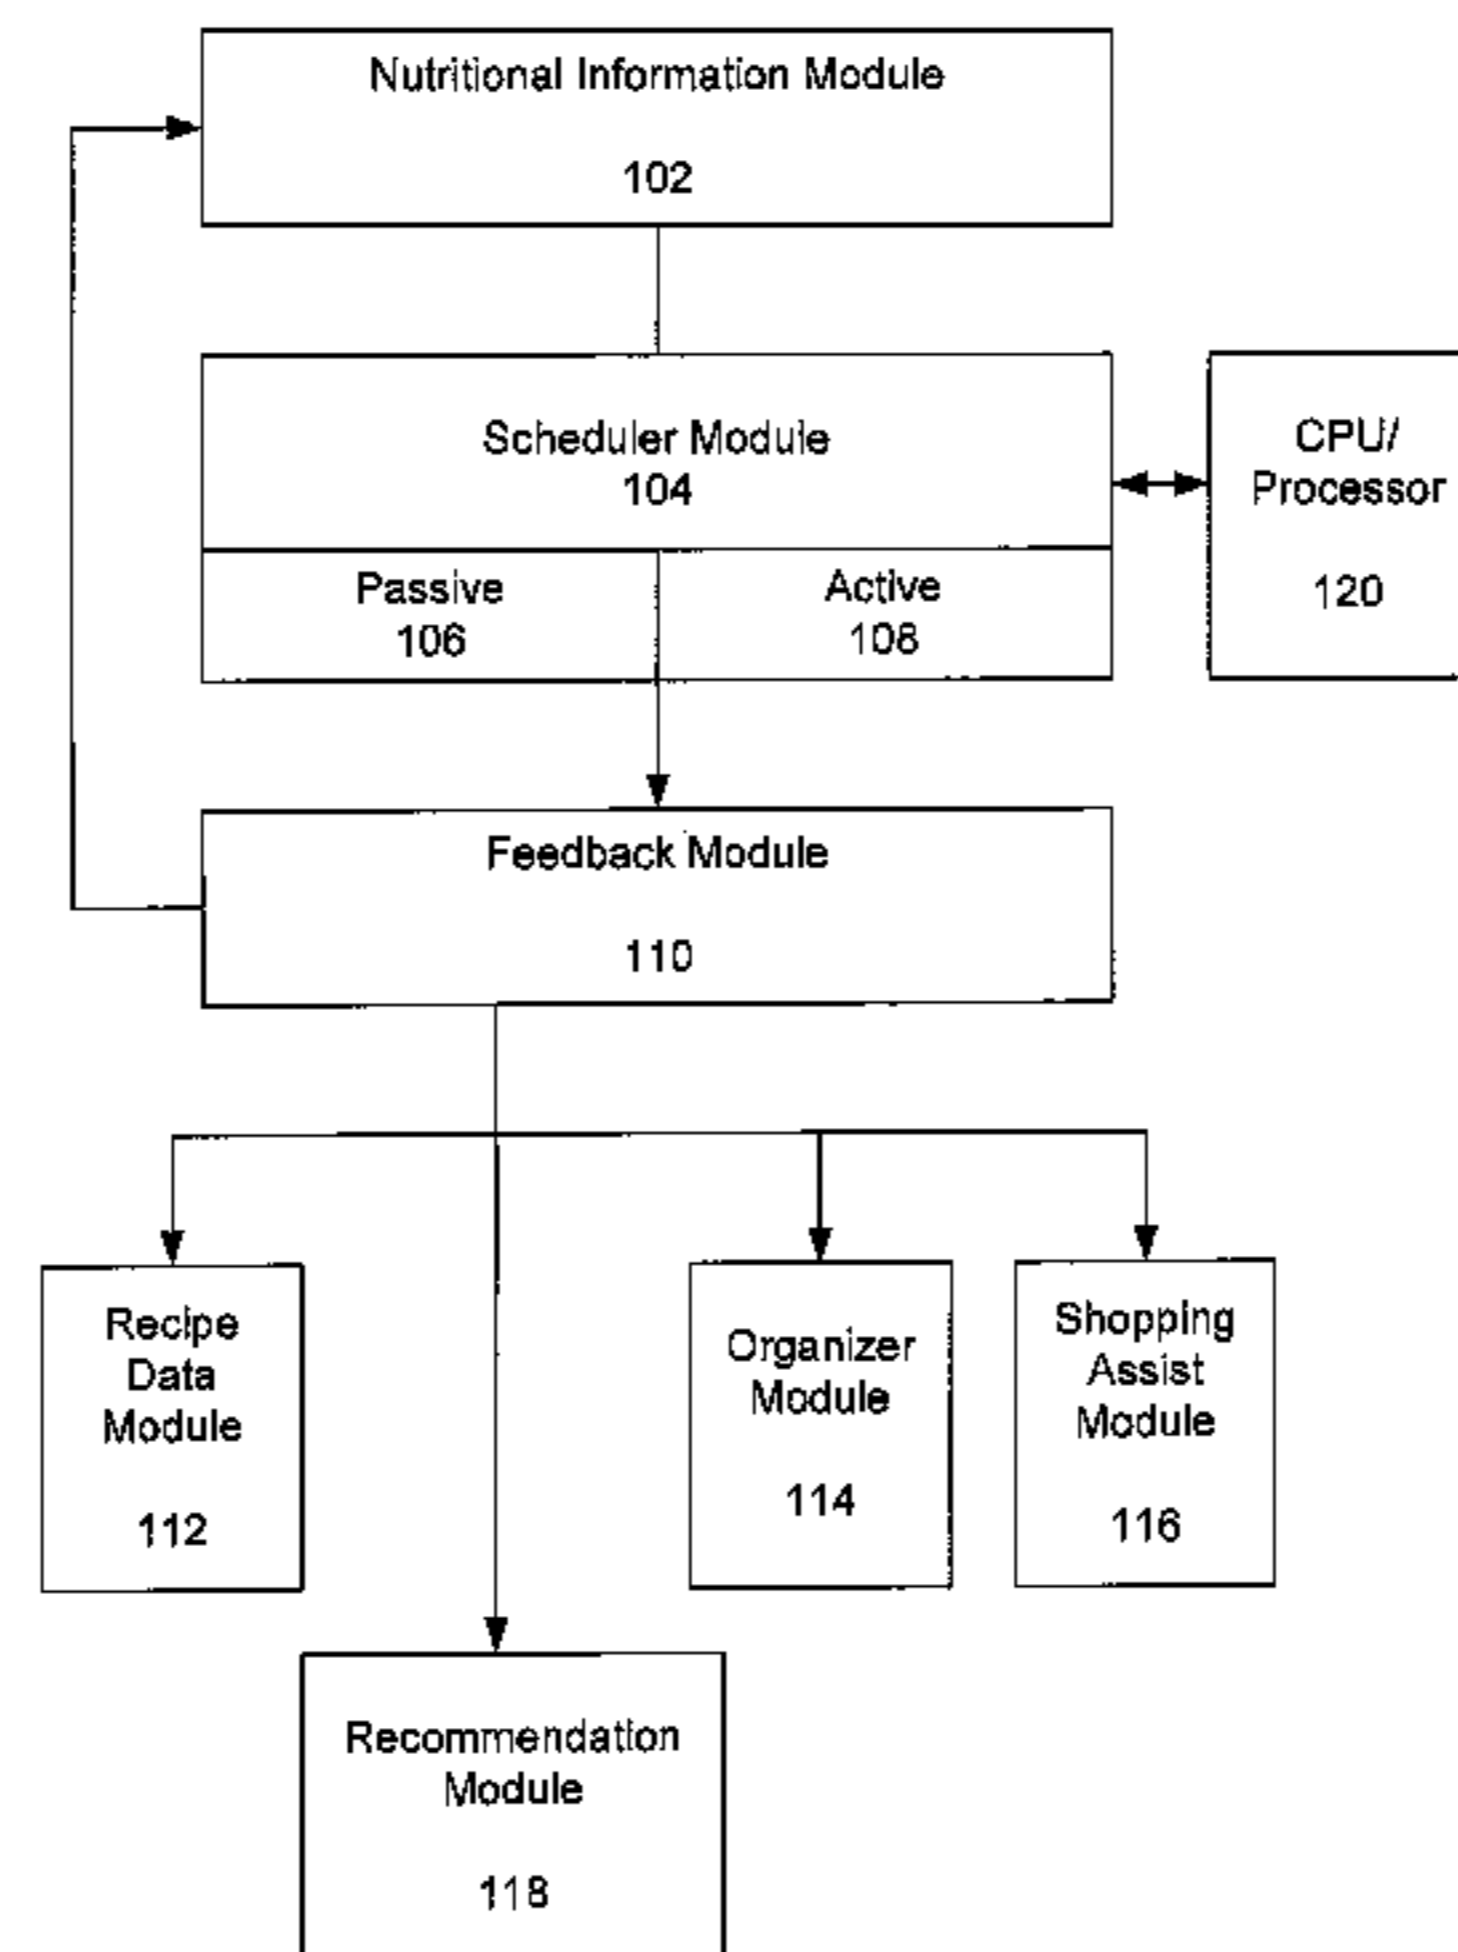 Nutritional Information Module
102
Scheduler Module
104
CPU/
Processor
120
Passive
106
Active
108
Feedback Module
110
Recipe
Data
Module
112
Organizer
Module
114
Shopping
Assist
Module
116
Recommendation
Module
118